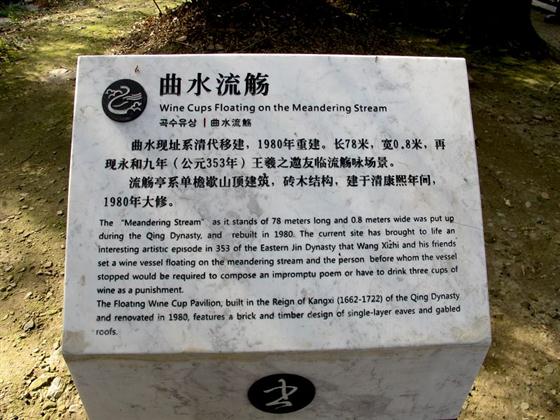 曲水流觞
Wine Cups Floating on the Meandering Stream
곡수유상 | 曲水流觴
曲水现址系清代移建，1980年重建。长78米，宽0.8米，再
现永和九年（公元353年）王羲之邀友临流觞咏场景。
流觞亭系单檐歇山顶建筑，砖木结构，建于清康熙年间，
1980年大修。
The "Meandering Stream" as it stands of 78 meters long and 0.8 meters wide was put up
during the Qing Dynasty, and rebuilt in 1980. The current site has brought to life an
interesting artistic episode in 353 of the Eastern Jin Dynasty that Wang Xizhi and his friends
set a wine vessel floating on the meandering stream and the person before whom the vessel
stopped would be required to compose an impromptu poem or have to drink three cups of
wine as a punishment.
The Floating Wine Cup Pavilion, built in the Reign of Kangxi (1662-1722) of the Qing Dynasty
and renovated in 1980, features a brick and timber design of single-layer eaves and gabled
roofs.